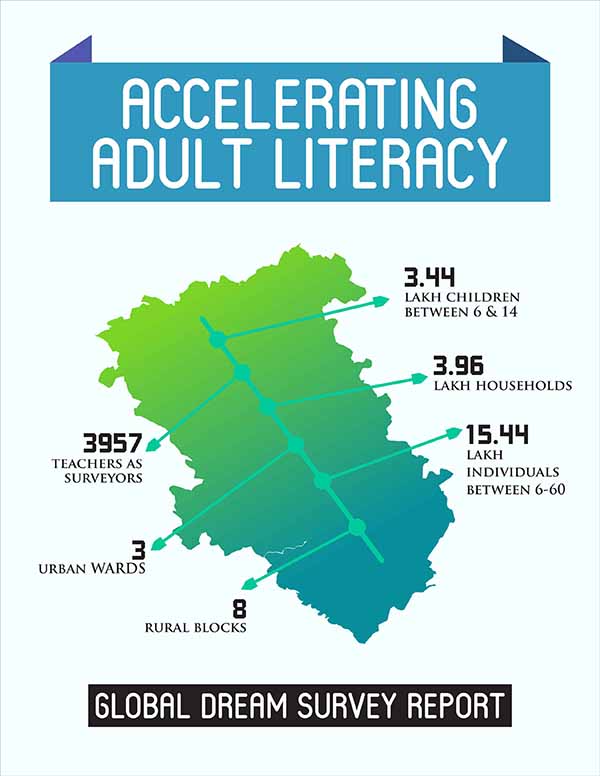 ACCELERATING
ADULT LITERACY
3.44
LAKH CHILDREN
BETWEEN 6 & 14
3.96
LAKH HOUSEHOLDS
3957
TEACHERS AS
SURVEYORS
15.44
LAKH
INDIVIDUALS
BETWEEN 6-60
3
URBAN WARDS
8
RURAL BLOCKS
GLOBAL DREAM SURVEY REPORT